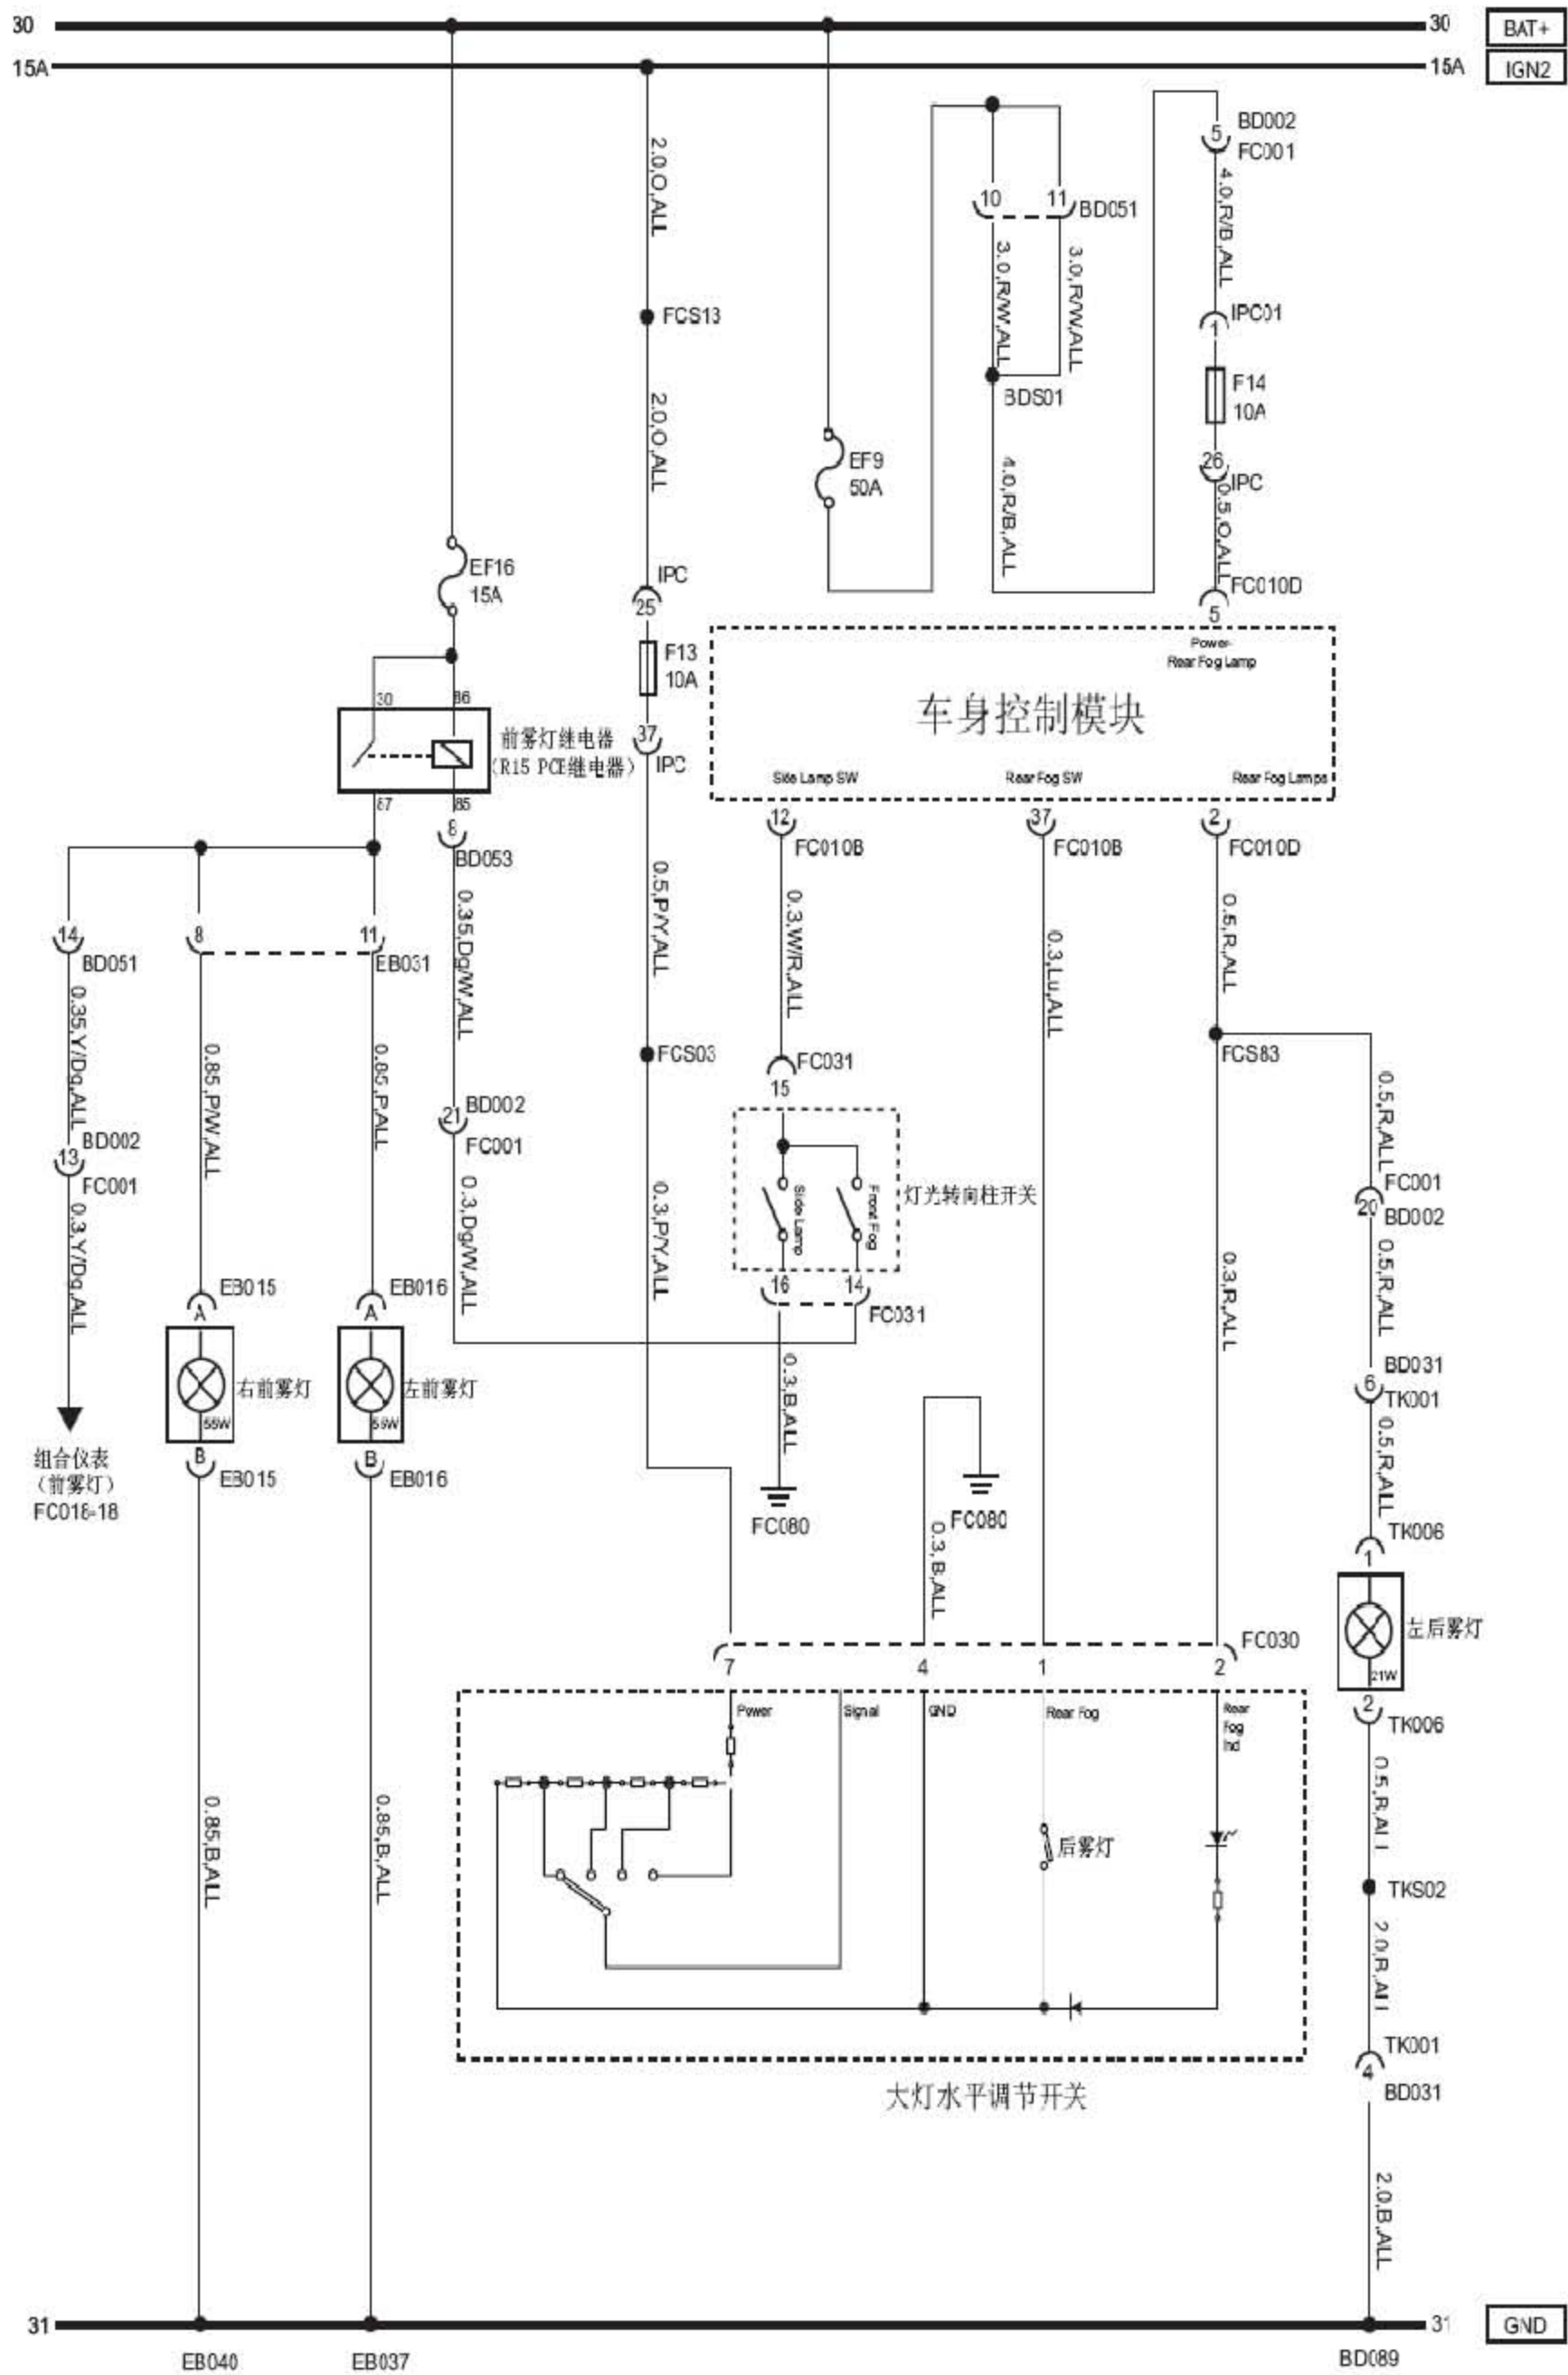 30
30
BAT+
15A
15A
IGN2
2.0,O,ALL
FCS13
2.0,O,ALL
IPC
25
F13
10A
37
IPC
0.5,P/Y,ALL
FCS03
0.3,P/Y,ALL
EF16
15A
30
86
前雾灯继电器
(R15 PCE继电器)
87
85
8
BD053
0.35,Dg/W,ALL
21
BD002
FC001
0.3,Dg/W,ALL
EF9
50A
10
11
BD051
3.0,R/W,ALL
3.0,R/W,ALL
BDS01
4.0,R/B,ALL
5
BD002
FC001
4.0,R/B,ALL
IPC01
1
F14
10A
26
IPC
0.5,O,ALL
FC010D
5
Power-
Rear Fog Lamp
车身控制模块
Side Lamp SW
Rear Fog SW
Rear Fog Lamps
12
FC010B
37
FC010B
2
FC010D
0.3,W/R,ALL
0.3,Lu,ALL
0.5,R,ALL
FC031
15
Side Lamp
Front Fog
灯光转向柱开关
16
14
FC031
0.3,B,ALL
FC080
FC080
0.3,B,ALL
FCS83
0.3,R,ALL
0.5,R,ALL
FC001
20
BD002
0.5,R,ALL
BD031
6
TK001
0.5,R,ALL
TK006
1
左后雾灯
21W
2
TK006
0.5,R,ALL
TKS02
TK001
4
BD031
2.0,B,ALL
14
BD051
0.35,Y/Dg,ALL
BD002
13
FC001
0.3,Y/Dg,ALL
组合仪表
(前雾灯)
FC018-18
8
11
EB031
0.85,P/W,ALL
0.85,P,ALL
EB015
A
右前雾灯
55W
B
EB015
EB016
A
左前雾灯
55W
B
EB016
0.85,B,ALL
0.85,B,ALL
FC030
7
4
1
2
Power
Signal
GND
Rear Fog
Rear
Fog
Ind
后雾灯
大灯水平调节开关
31
31
GND
EB040
EB037
BD089